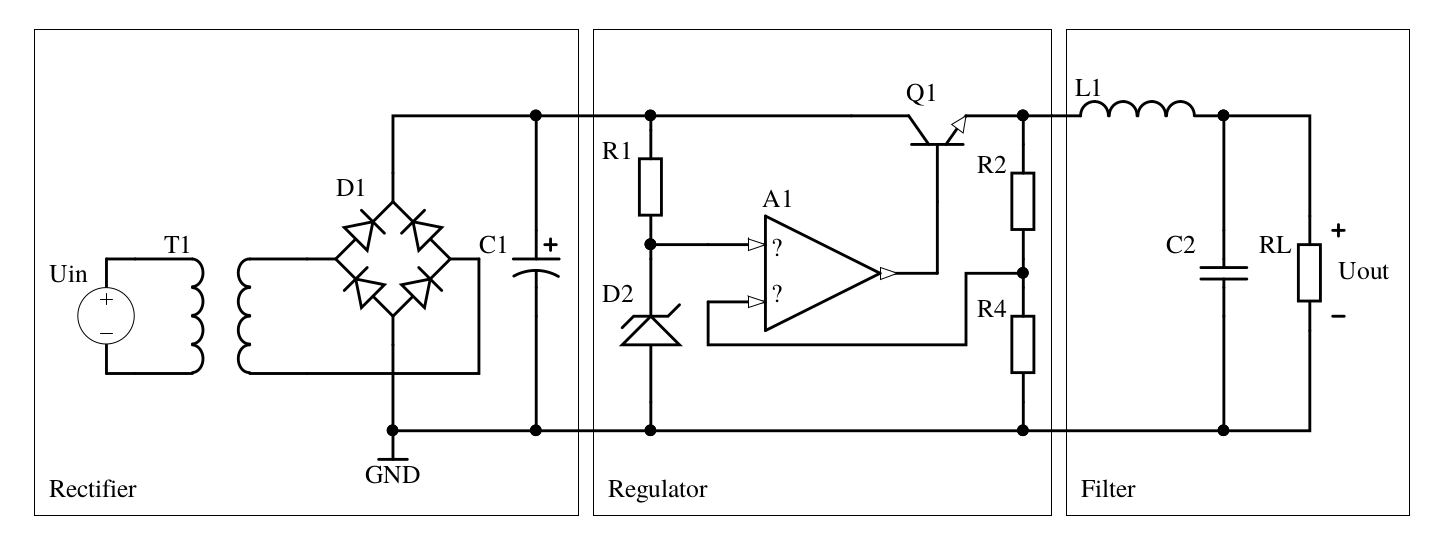 Uin
+
−
T1
D1
C1
+
GND
Rectifier
R1
D2
A1
?
?
Q1
R2
R4
Regulator
L1
C2
RL
+
Uout
−
Filter